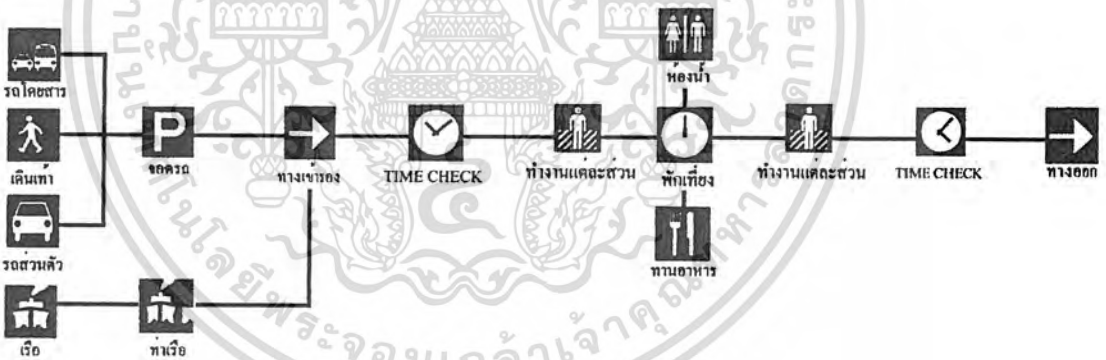 รถโดยสาร
เดินเท้า
รถส่วนตัว
เรือ
P
จอดรถ
ท่าเรือ
ทางเข้ารอง
TIME CHECK
ทำงานแต่ละส่วน
ห้องน้ำ
พักเที่ยง
ทานอาหาร
ทำงานแต่ละส่วน
TIME CHECK
ทางออก